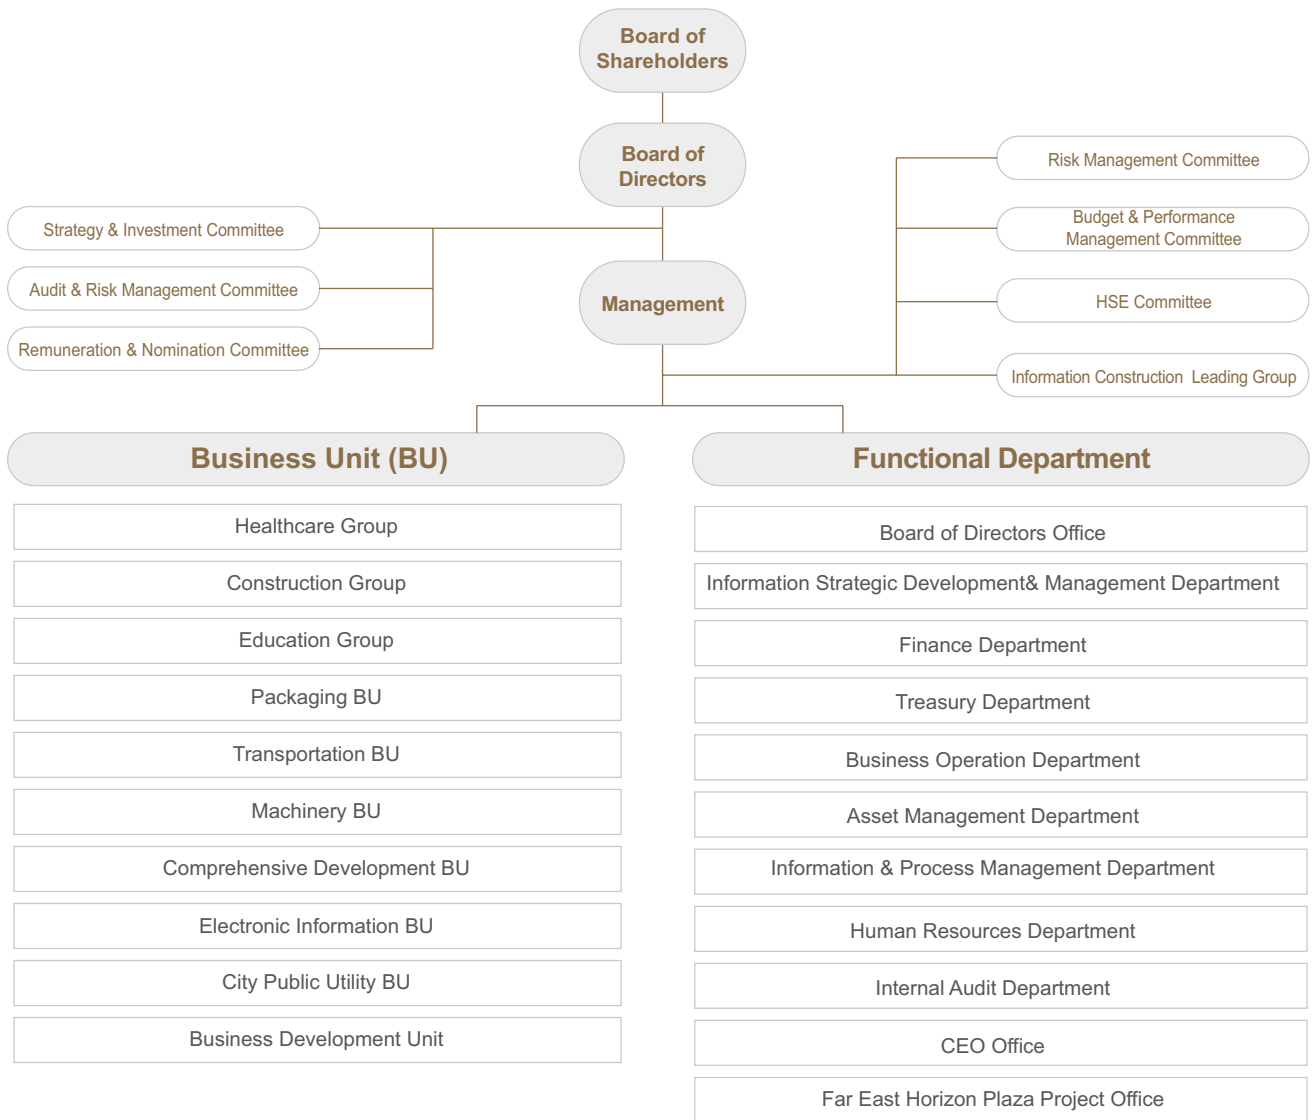 Board of
Shareholders
Board of
Directors
Management
Strategy & Investment Committee
Audit & Risk Management Committee
Remuneration & Nomination Committee
Risk Management Committee
Budget & Performance
Management Committee
HSE Committee
Information Construction Leading Group
Business Unit (BU)
Healthcare Group
Construction Group
Education Group
Packaging BU
Transportation BU
Machinery BU
Comprehensive Development BU
Electronic Information BU
City Public Utility BU
Business Development Unit
Functional Department
Board of Directors Office
Information Strategic Development& Management Department
Finance Department
Treasury Department
Business Operation Department
Asset Management Department
Information & Process Management Department
Human Resources Department
Internal Audit Department
CEO Office
Far East Horizon Plaza Project Office